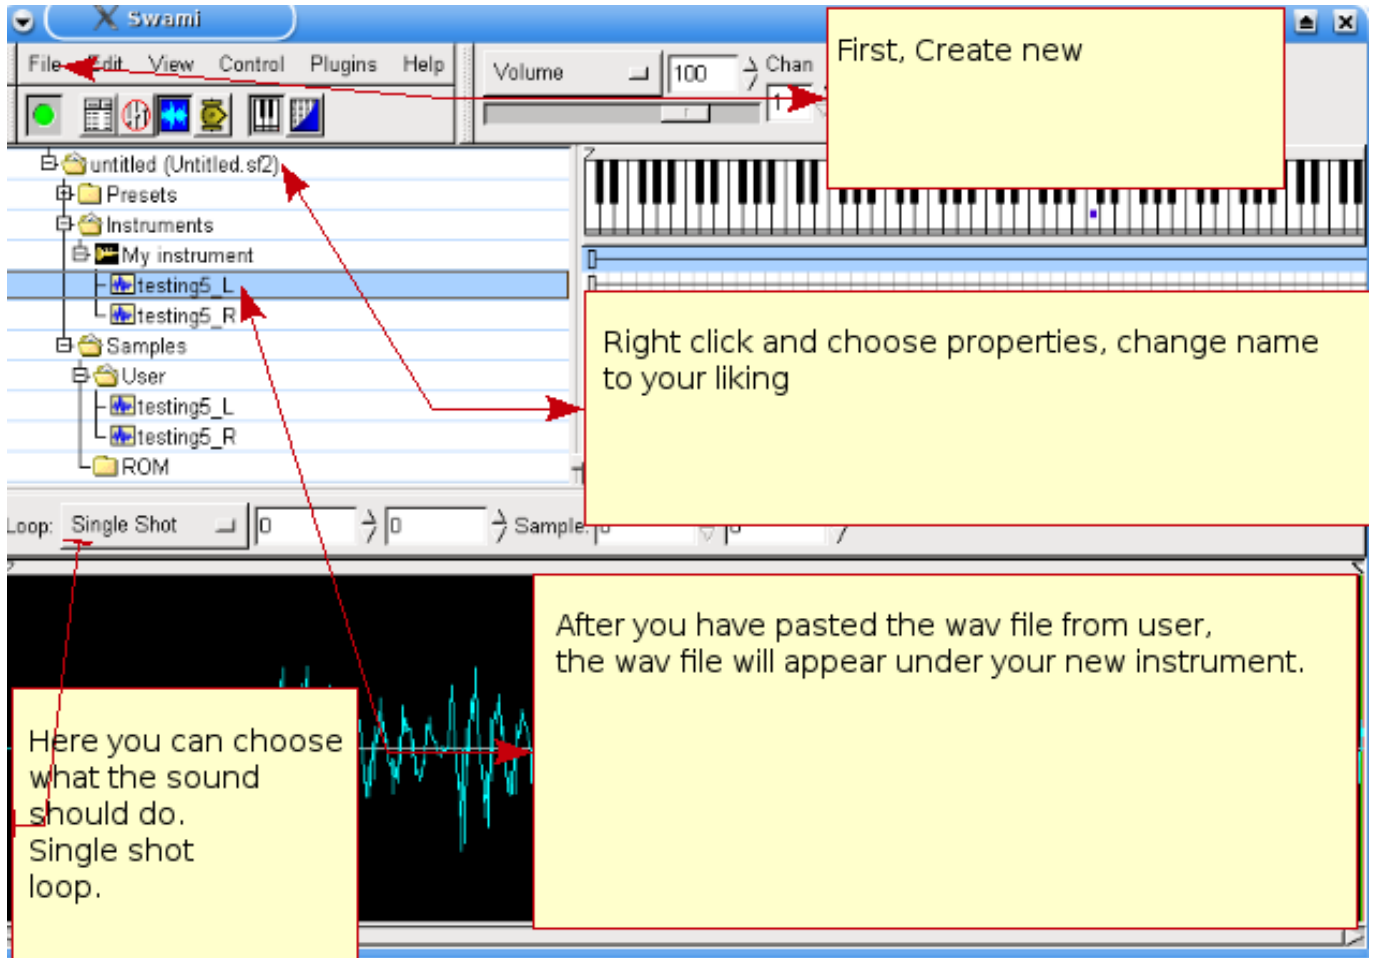 Swami
First, Create new
File Edit View Control Plugins Help
Volume
100
Chan
1
untitled (Untitled.sf2)
Presets
Instruments
My instrument
testing5_L
testing5_R
Samples
User
testing5_L
testing5_R
ROM
Right click and choose properties, change name
to your liking
Loop: Single Shot 0 0 Sample:
After you have pasted the wav file from user,
the wav file will appear under your new instrument.
Here you can choose
what the sound
should do.
Single shot
loop.